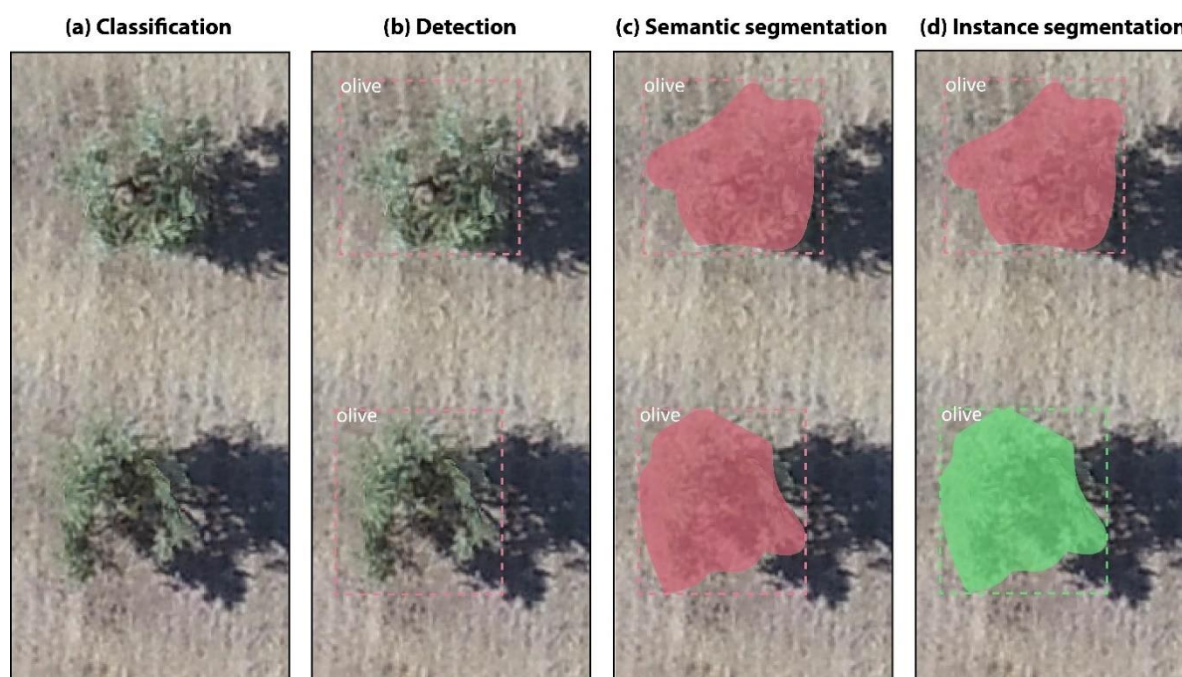 (a) Classification
(b) Detection
(c) Semantic segmentation
(d) Instance segmentation
olive
olive
olive
olive
olive
olive